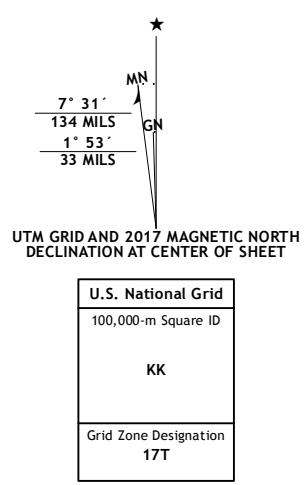 MN
7° 31´
134 MILS
GN
1° 53´
33 MILS
UTM GRID AND 2017 MAGNETIC NORTH
DECLINATION AT CENTER OF SHEET
U.S. National Grid
100,000-m Square ID
KK
Grid Zone Designation
17T